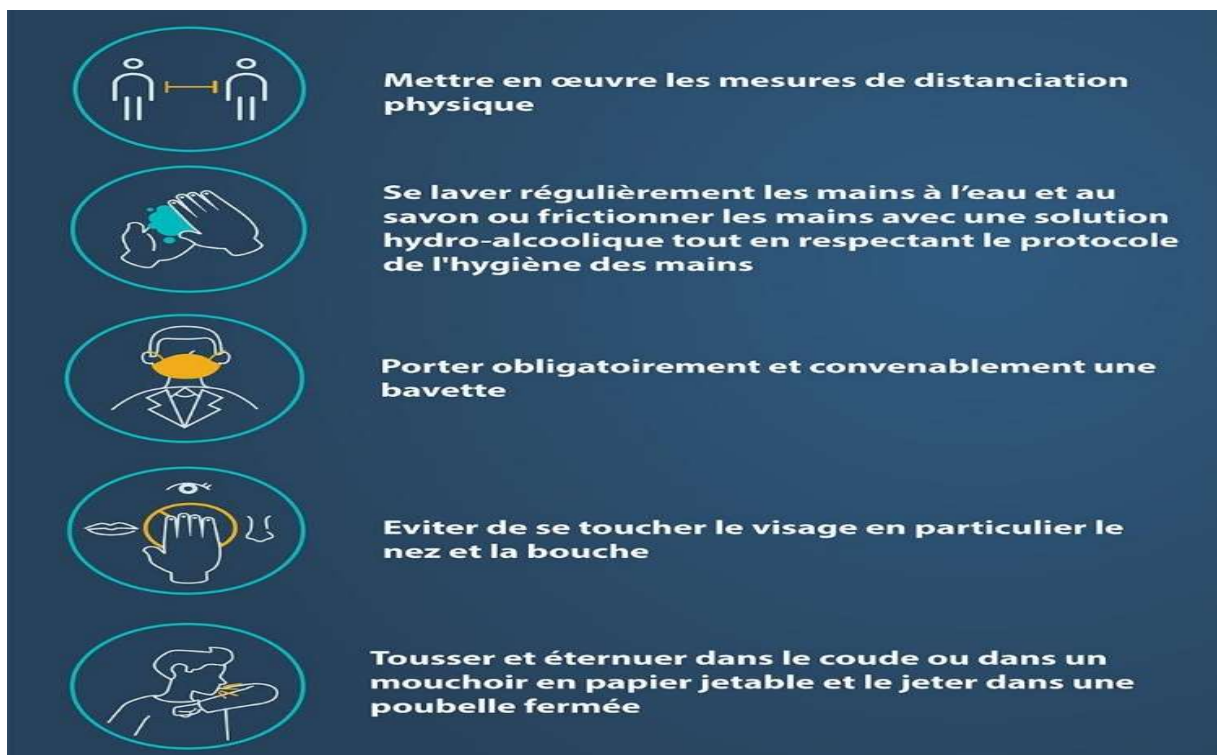 Mettre en œuvre les mesures de distanciation
physique
Se laver régulièrement les mains à l’eau et au
savon ou frictionner les mains avec une solution
hydro-alcoolique tout en respectant le protocole
de l'hygiène des mains
Porter obligatoirement et convenablement une
bavette
Eviter de se toucher le visage en particulier le
nez et la bouche
Tousser et éternuer dans le coude ou dans un
mouchoir en papier jetable et le jeter dans une
poubelle fermée